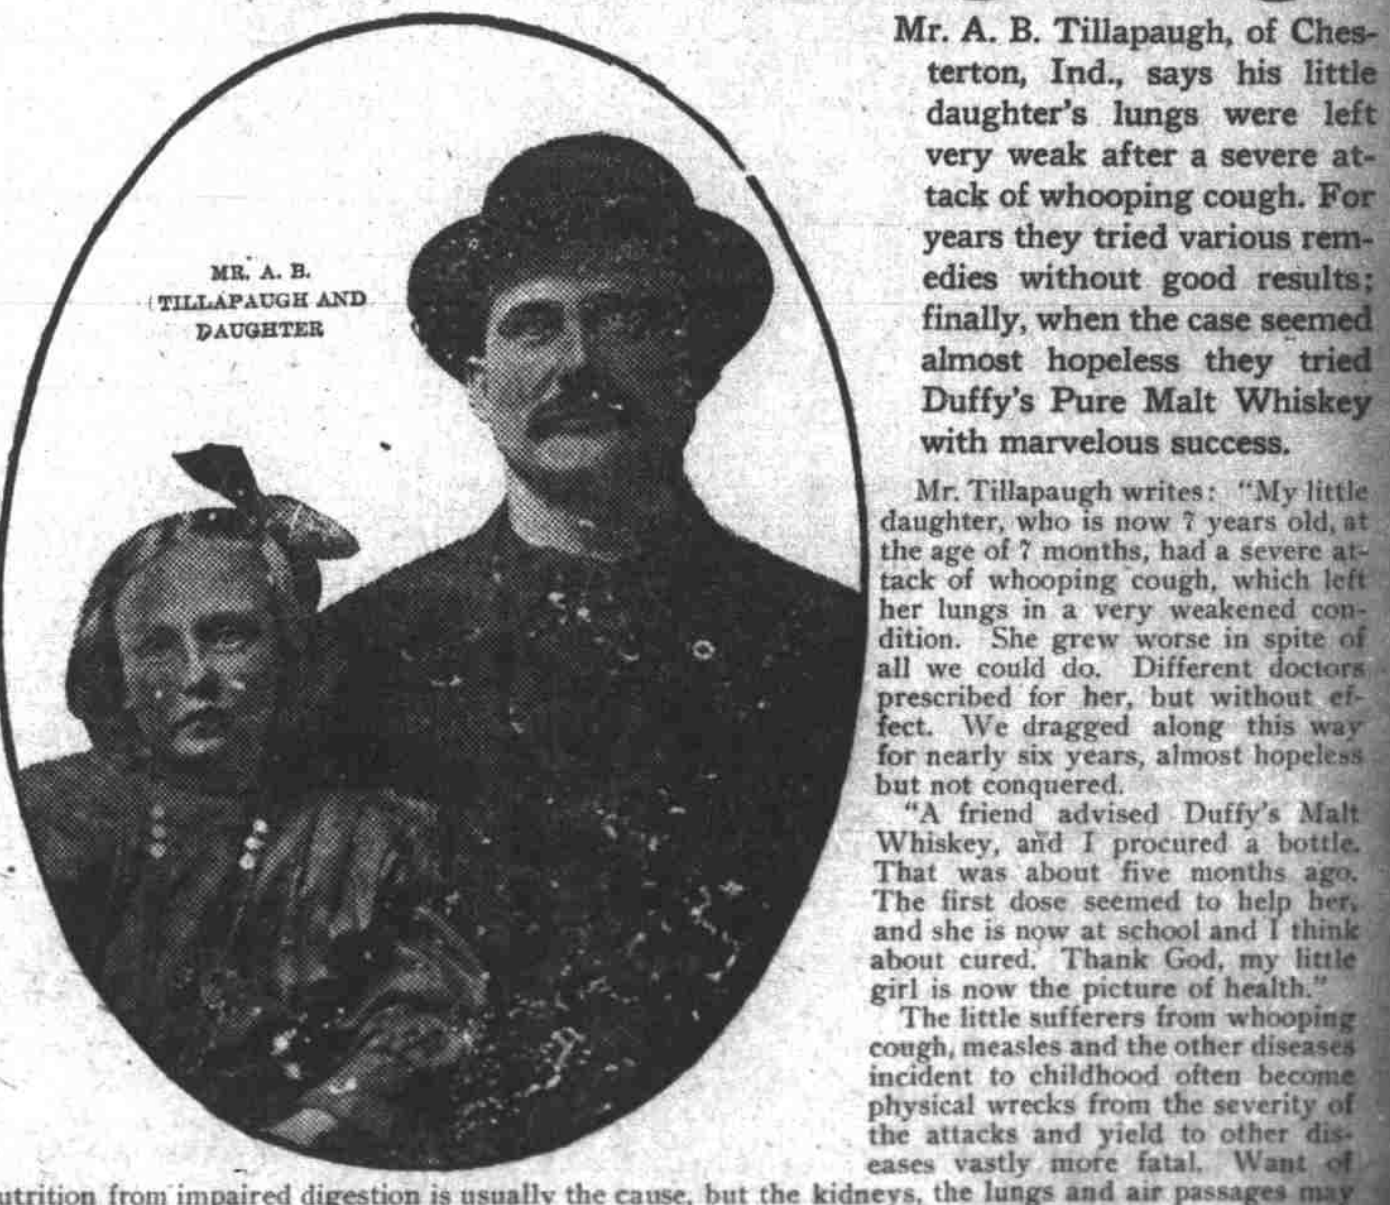 MR. A. B.
TILLAPAUGH AND
DAUGHTER
Mr. A. B. Tillapaugh, of Ches-
terton, Ind., says his little
daughter's lungs were left
very weak after a severe at-
tack of whooping cough. For
years they tried various rem-
edies without good results;
finally, when the case seemed
almost hopeless they tried
Duffy's Pure Malt Whiskey
with marvelous success.
Mr. Tillapaugh writes: "My little
daughter, who is now 7 years old, at
the age of 7 months, had a severe at-
tack of whooping cough, which left
her lungs in a very weakened con-
dition. She grew worse in spite of
all we could do. Different doctors
prescribed for her, but without ef-
fect. We dragged along this way
for nearly six years, almost hopeless
but not conquered.
"A friend advised Duffy's Malt
Whiskey, and I procured a bottle.
That was about five months ago.
The first dose seemed to help her,
and she is now at school and I think
about cured. Thank God, my little
girl is now the picture of health."
The little sufferers from whooping
cough, measles and the other diseases
incident to childhood often become
physical wrecks from the severity of
the attacks and yield to other dis-
eases vastly more fatal. Want of
utrition from impaired digestion is usually the cause, but the kidneys, the lungs and air passages may